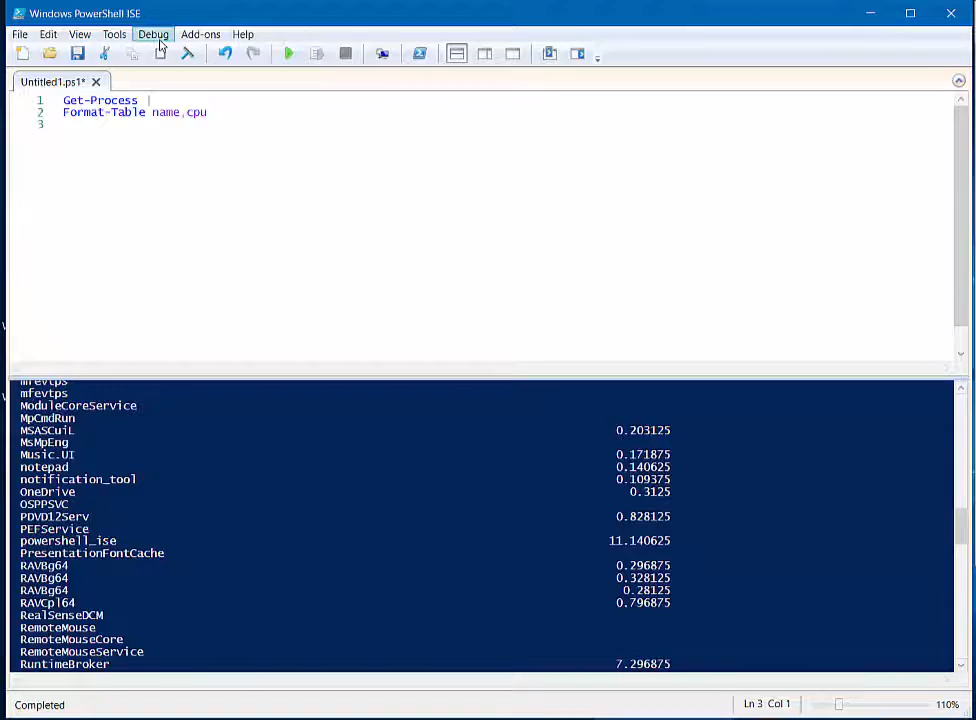 Windows PowerShell ISE
File Edit View Tools Debug Add-ons Help
Untitled1.ps1*
1 Get-Process |
2 Format-Table name,cpu
3
mfevtps
mfevtps
ModuleCoreService
MpCmdRun
MSASCuiL 0.203125
MsMpEng
Music.UI 0.171875
notepad 0.140625
notification_tool 0.109375
OneDrive 0.3125
OSPPSVC
PDVD12Serv 0.828125
PEFService
powershell_ise 11.140625
PresentationFontCache
RAVBg64 0.296875
RAVBg64 0.328125
RAVBg64 0.28125
RAVCpl64 0.796875
RealSenseDCM
RemoteMouse
RemoteMouseCore
RemoteMouseService
RuntimeBroker 7.296875
Completed Ln 3 Col 1 110%